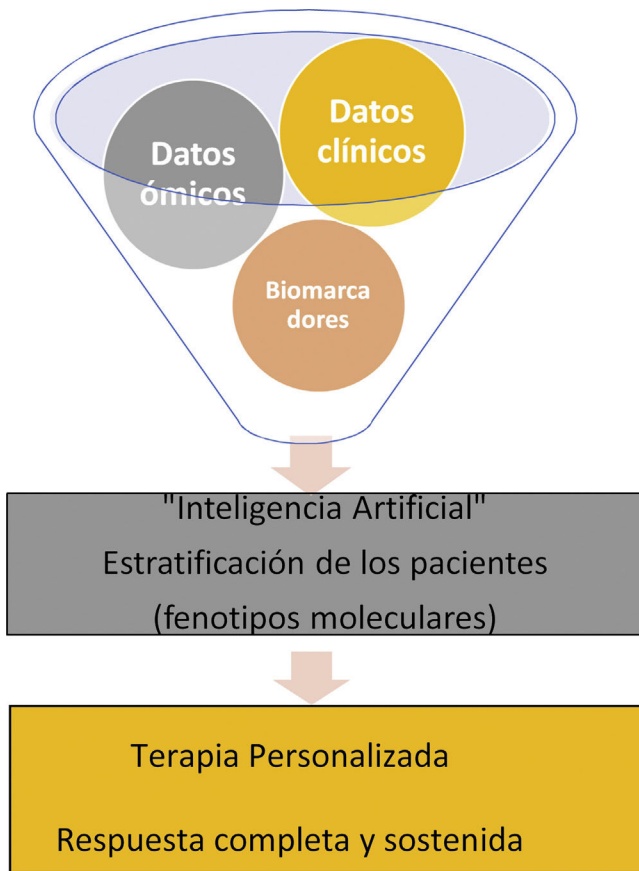 Datos
ómicos
Datos
clínicos
Biomarca
dores
"Inteligencia Artificial"
Estratificación de los pacientes
(fenotipos moleculares)
Terapia Personalizada
Respuesta completa y sostenida